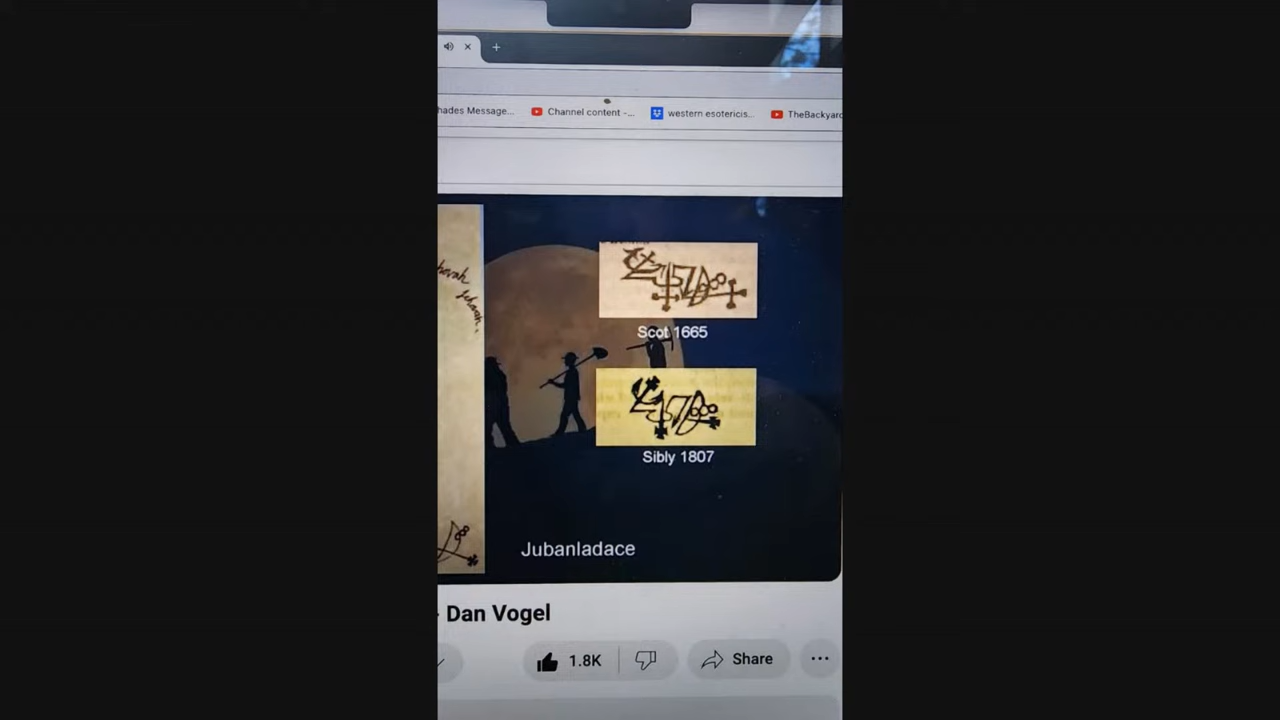 hades Message...
Channel content -...
western esotericis...
TheBackyard
Scot 1665
Sibly 1807
Jubanladace
- Dan Vogel
1.8K
Share